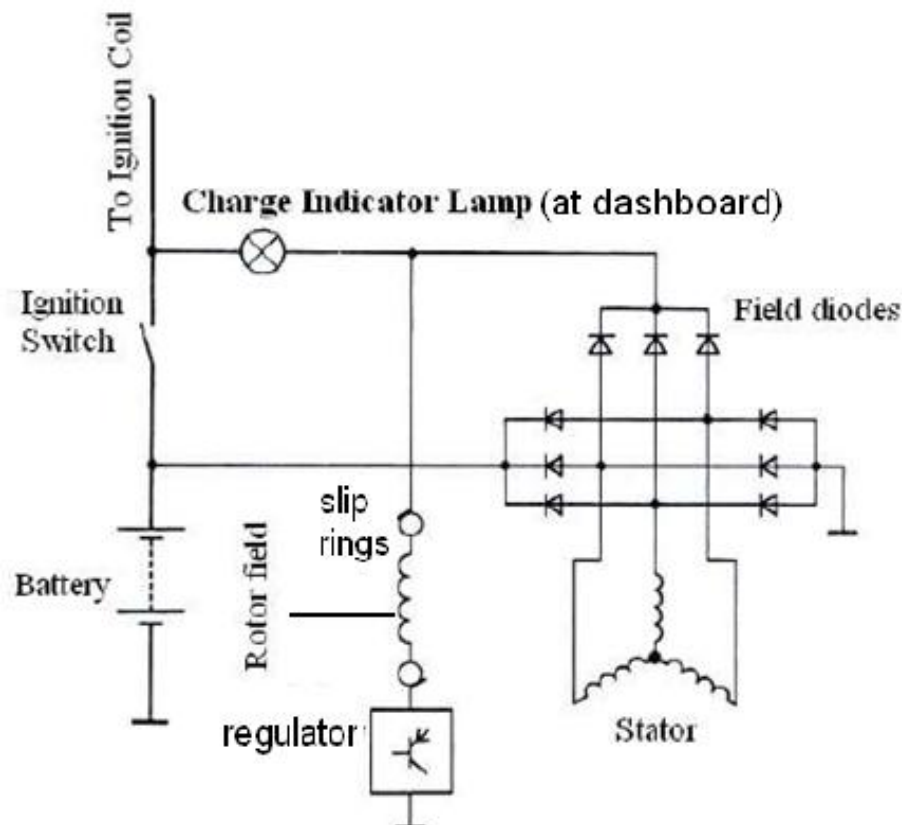 To Ignition Coil
Charge Indicator Lamp (at dashboard)
Ignition
Switch
Field diodes
slip
rings
Battery
Rotor field
regulator
Stator